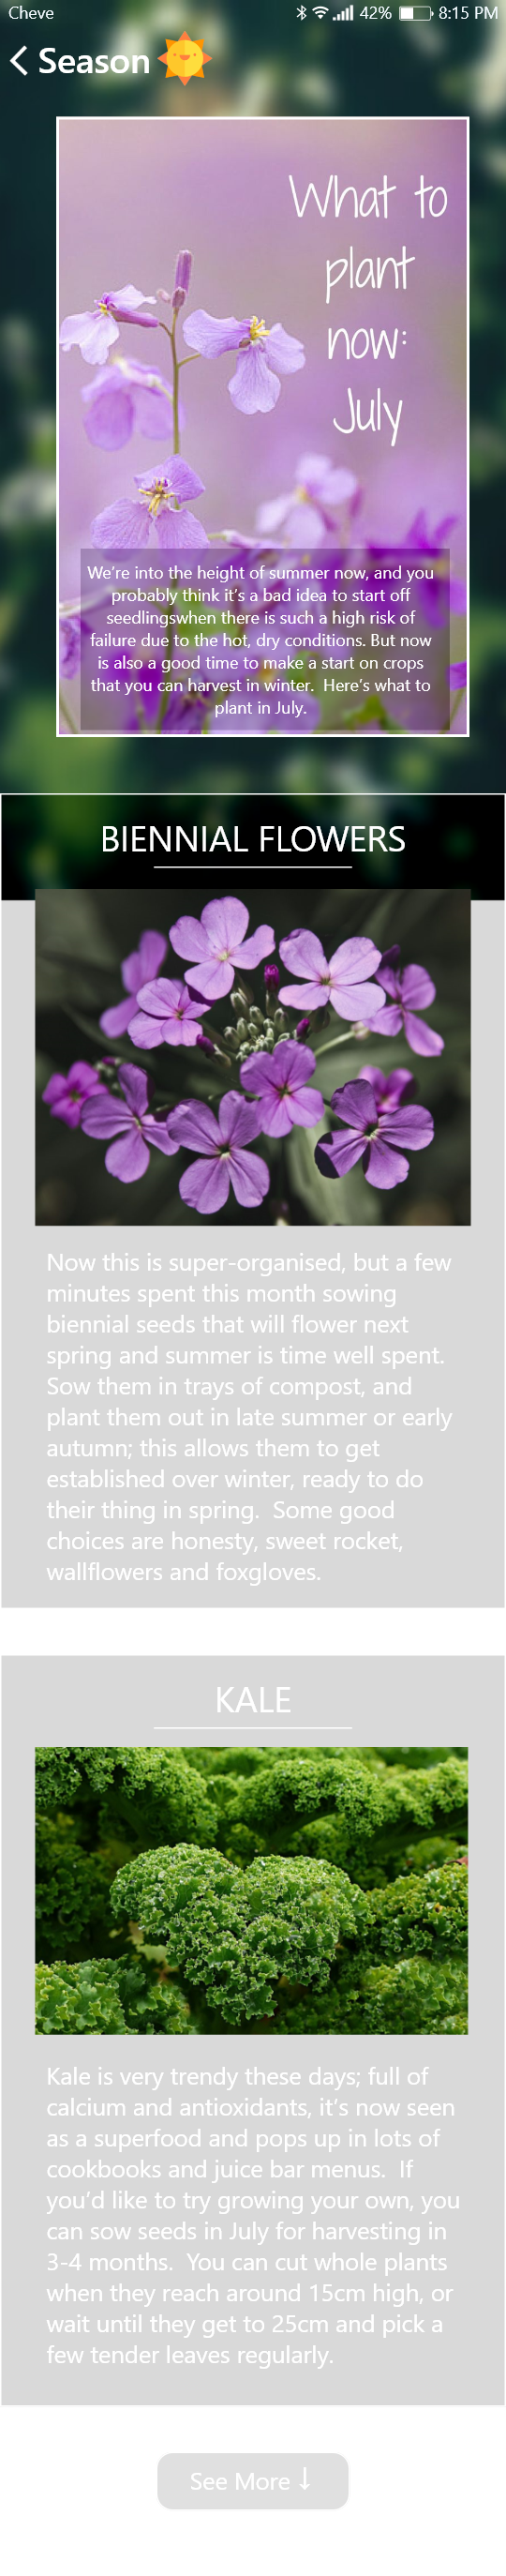 Cheve 42% 8:15 PM
Season
What to
plant
now:
July
We're into the height of summer now, and you
probably think it's a bad idea to start off
seedlingswhen there is such a high risk of
failure due to the hot, dry conditions. But now
is also a good time to make a start on crops
that you can harvest in winter.  Here's what to
plant in July.
BIENNIAL FLOWERS
Now this is super-organised, but a few
minutes spent this month sowing
biennial seeds that will flower next
spring and summer is time well spent.
Sow them in trays of compost, and
plant them out in late summer or early
autumn; this allows them to get
established over winter, ready to do
their thing in spring.  Some good
choices are honesty, sweet rocket,
wallflowers and foxgloves.
KALE
Kale is very trendy these days; full of
calcium and antioxidants, it's now seen
as a superfood and pops up in lots of
cookbooks and juice bar menus.  If
you'd like to try growing your own, you
can sow seeds in July for harvesting in
3-4 months.  You can cut whole plants
when they reach around 15cm high, or
wait until they get to 25cm and pick a
few tender leaves regularly.
See More ↓